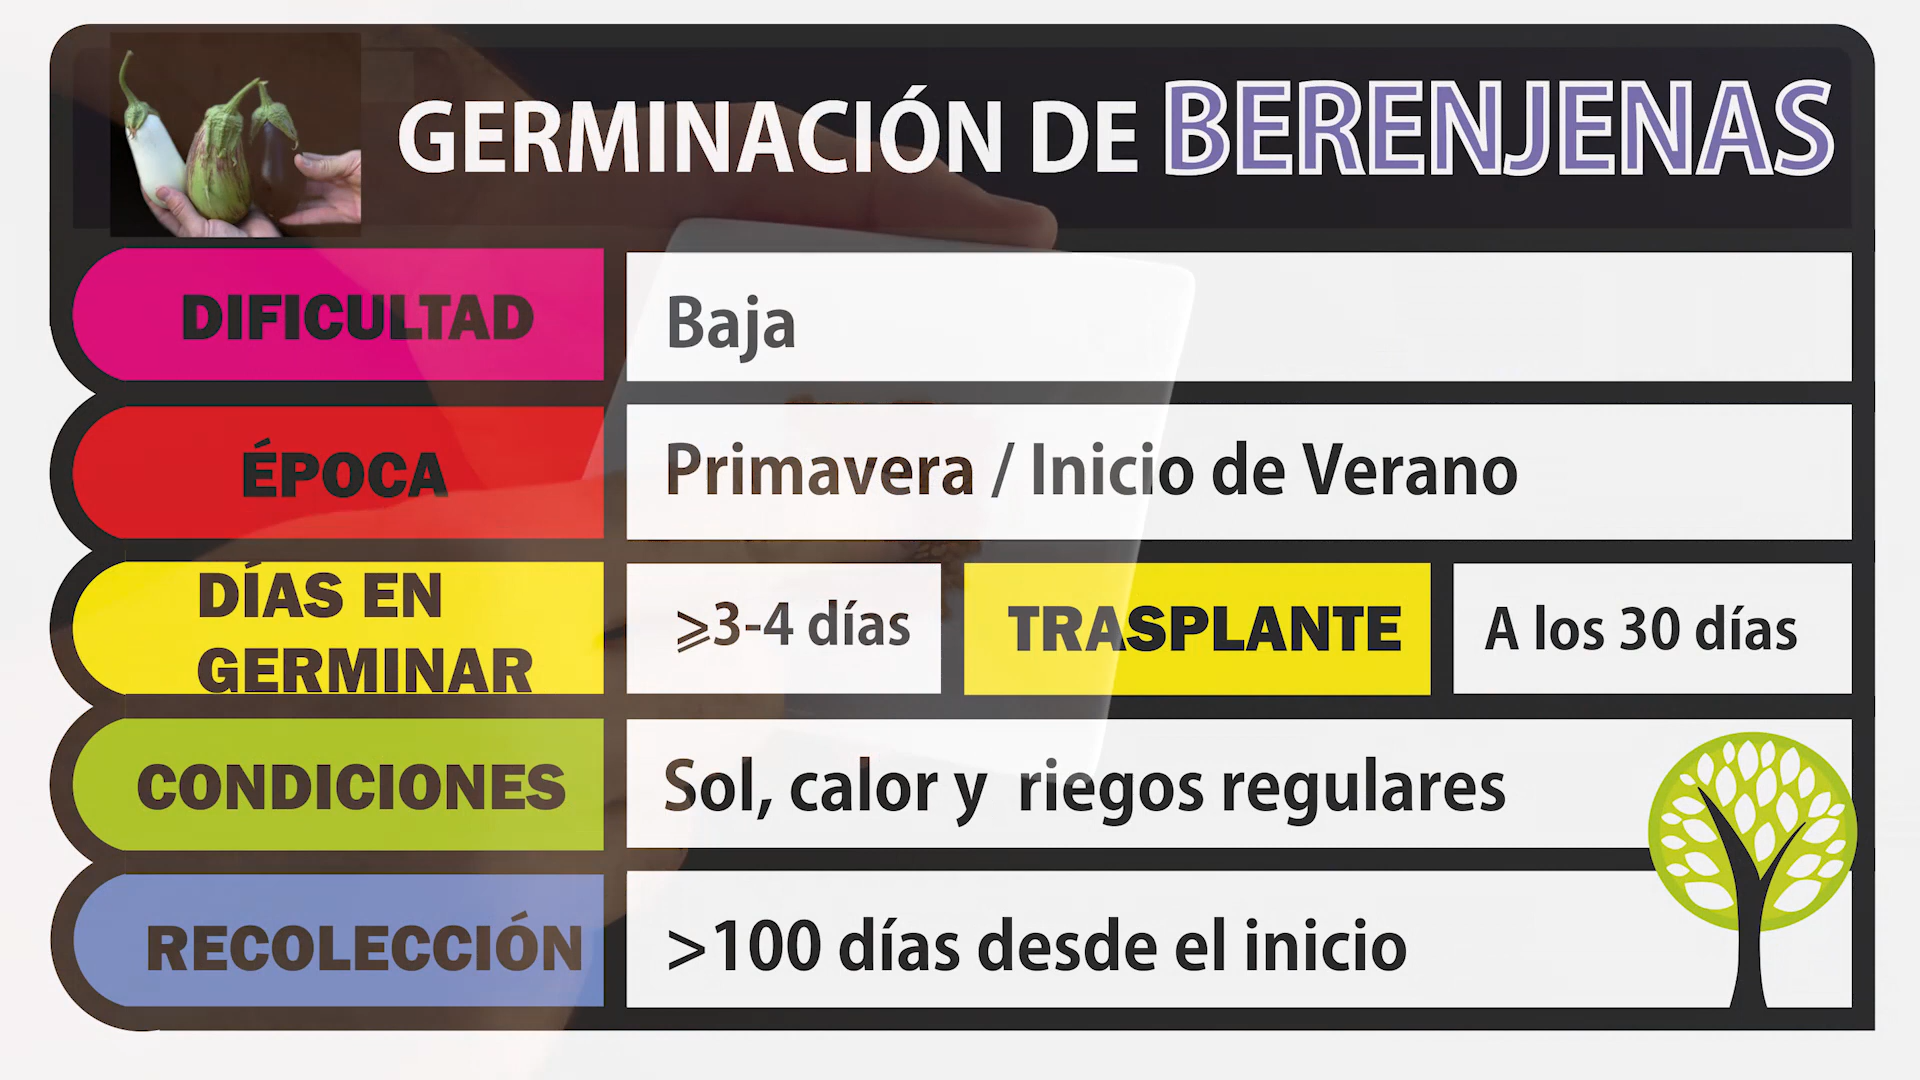 GERMINACIÓN DE BERENJENAS
DIFICULTAD
Baja
ÉPOCA
Primavera / Inicio de Verano
DÍAS EN
GERMINAR
⩾3-4 días
TRASPLANTE
A los 30 días
CONDICIONES
Sol, calor y riegos regulares
RECOLECCIÓN
>100 días desde el inicio